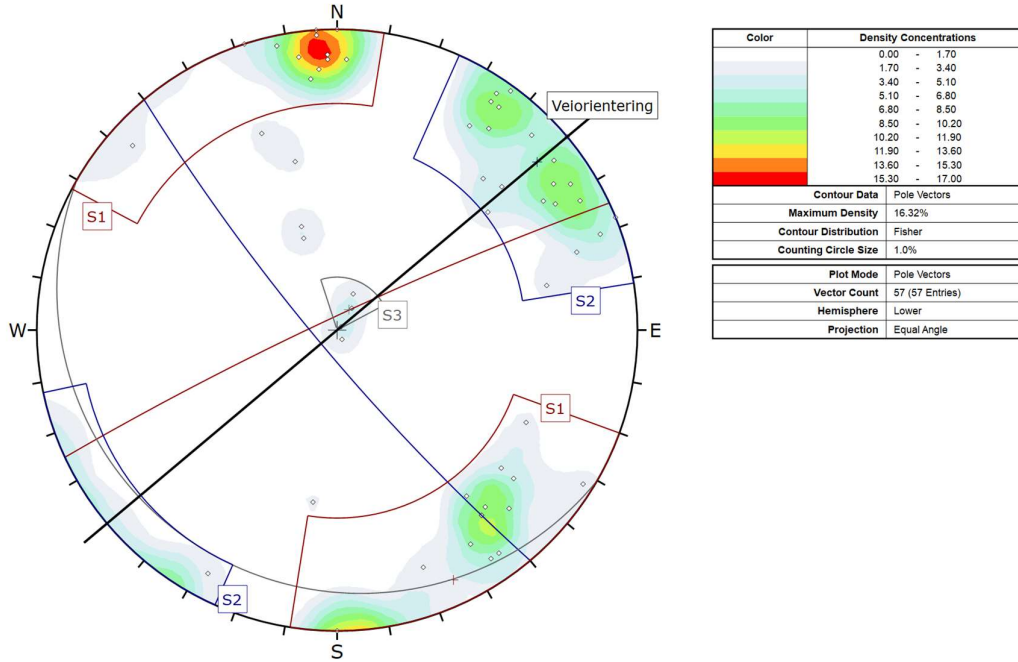 N
Veiorientering
S1
S2
S3
W
E
S1
S2
S
Color Density Concentrations
0.00 - 1.70
1.70 - 3.40
3.40 - 5.10
5.10 - 6.80
6.80 - 8.50
8.50 - 10.20
10.20 - 11.90
11.90 - 13.60
13.60 - 15.30
15.30 - 17.00
Contour Data Pole Vectors
Maximum Density 16.32%
Contour Distribution Fisher
Counting Circle Size 1.0%
Plot Mode Pole Vectors
Vector Count 57 (57 Entries)
Hemisphere Lower
Projection Equal Angle